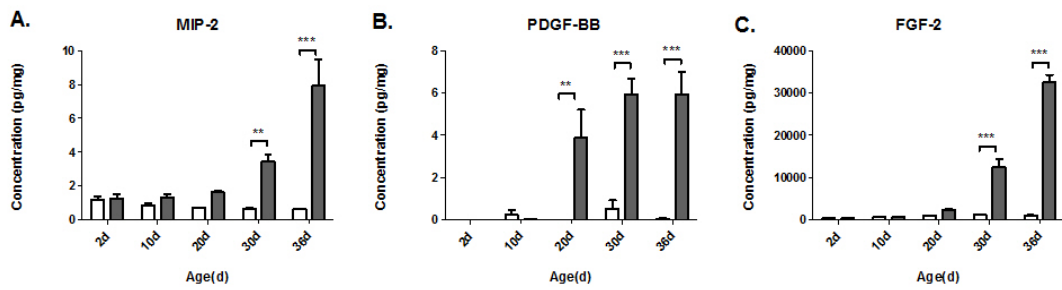 A.
MIP-2
Concentration (pg/mg)
10
8
6
4
2
0
**
***
2d
10d
20d
30d
36d
Age(d)
B.
PDGF-BB
Concentration (pg/mg)
8
6
4
2
0
**
***
***
2d
10d
20d
30d
36d
Age(d)
C.
FGF-2
Concentration (pg/mg)
40000
30000
20000
10000
0
***
***
2d
10d
20d
30d
36d
Age(d)